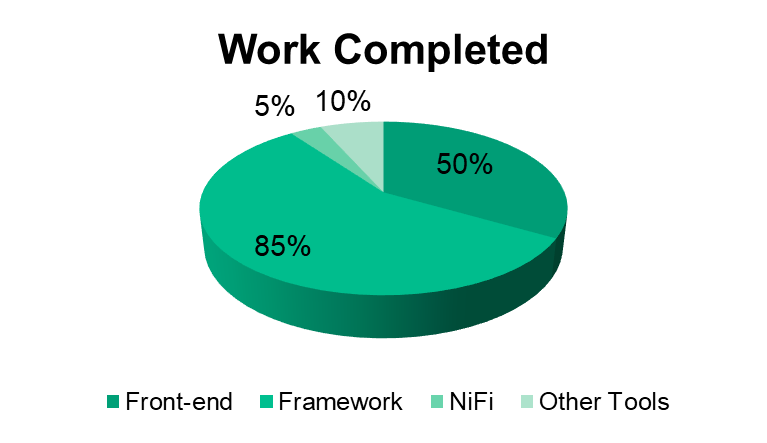 Work Completed
5% 10%
50%
85%
Front-end Framework NiFi Other Tools